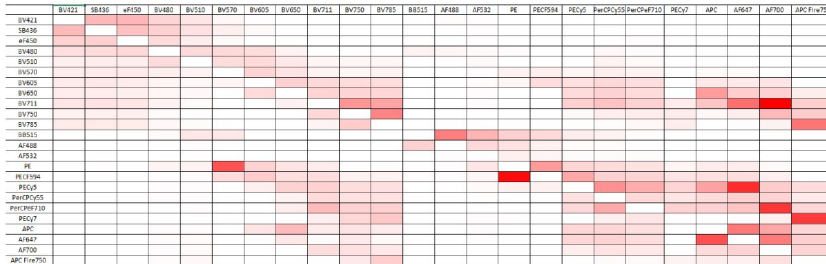 BV421 SB436 eF450 BV480 BV510 BV570 BV605 BV650 BV711 BV750 BV785 BB515 AF488 AF532 PE PECF594 PECy5 PerCPCy55 PerCPeF710 PECy7 APC AF647 AF700 APC Fire75
BV421
SB436
eF450
BV480
BV510
BV570
BV605
BV650
BV711
BV750
BV785
BB515
AF488
AF532
PE
PECF594
PECy5
PerCPCy55
PerCPeF710
PECy7
APC
AF647
AF700
APC Fire750